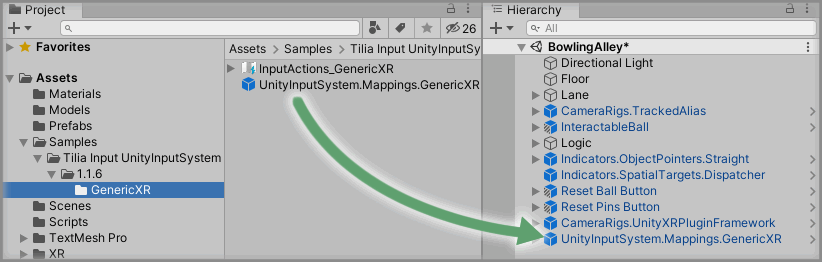 Project
26
Favorites
Assets
Materials
Models
Prefabs
Samples
Tilia Input UnityInputSystem
1.1.6
GenericXR
Scenes
Scripts
TextMesh Pro
XR
Assets > Samples > Tilia Input UnityInputSy
InputActions_GenericXR
UnityInputSystem.Mappings.GenericXR
Hierarchy
All
BowlingAlley*
Directional Light
Floor
Lane
CameraRigs.TrackedAlias
InteractableBall
Logic
Indicators.ObjectPointers.Straight
Indicators.SpatialTargets.Dispatcher
Reset Ball Button
Reset Pins Button
CameraRigs.UnityXRPluginFramework
UnityInputSystem.Mappings.GenericXR